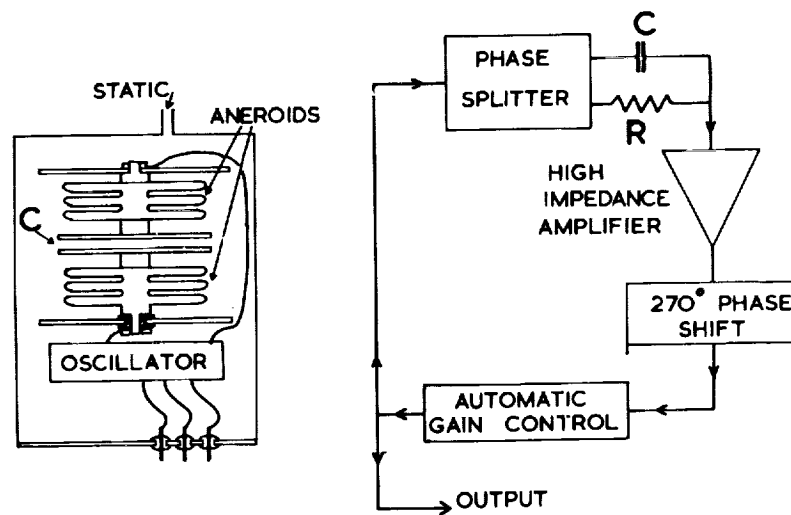 STATIC
ANEROIDS
C
OSCILLATOR
PHASE
SPLITTER
C
R
HIGH
IMPEDANCE
AMPLIFIER
270° PHASE
SHIFT
AUTOMATIC
GAIN CONTROL
OUTPUT